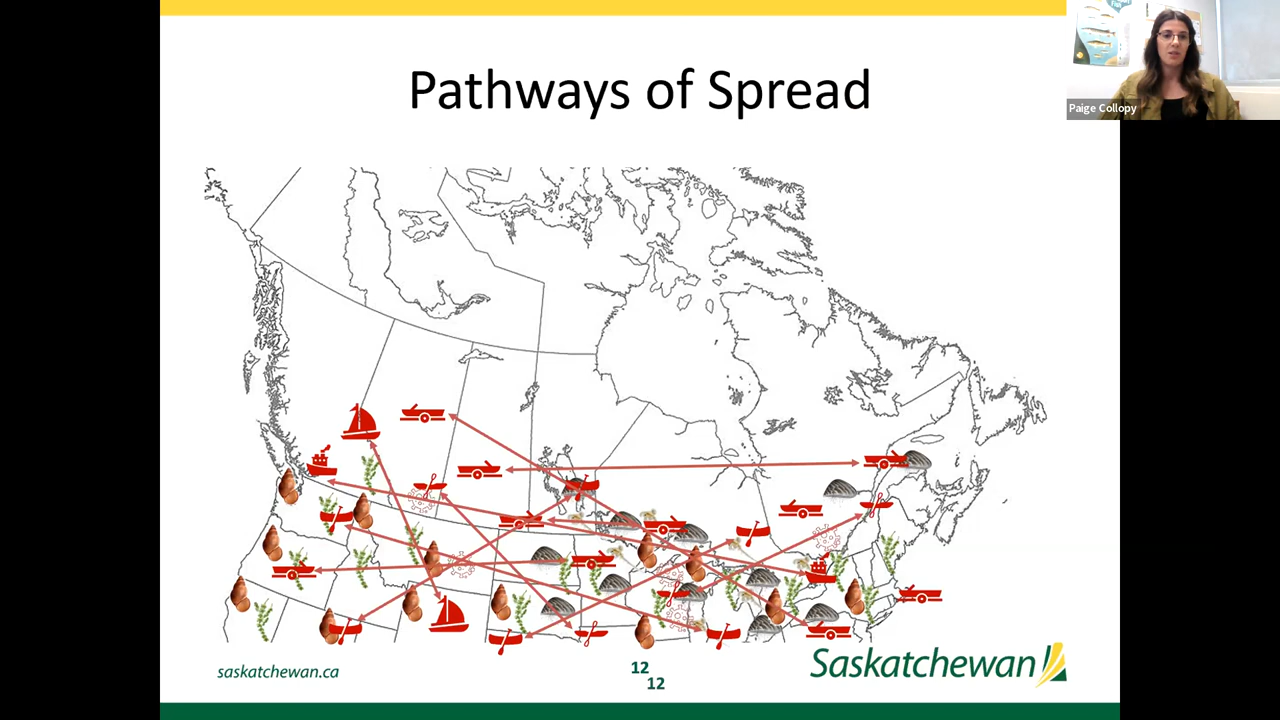 Pathways of Spread
Paige Collopy
saskatchewan.ca
12
12
Saskatchewan